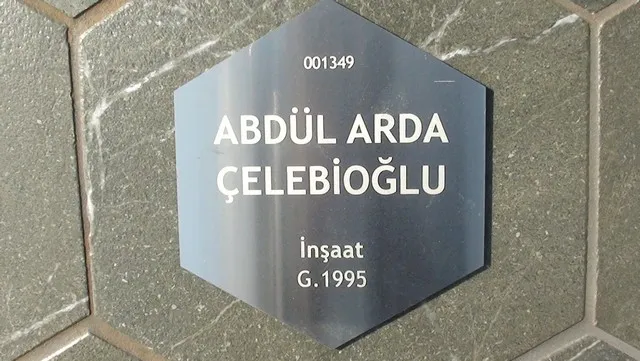 001349
ABDÜL ARDA
ÇELEBİOĞLU
İnşaat
G.1995